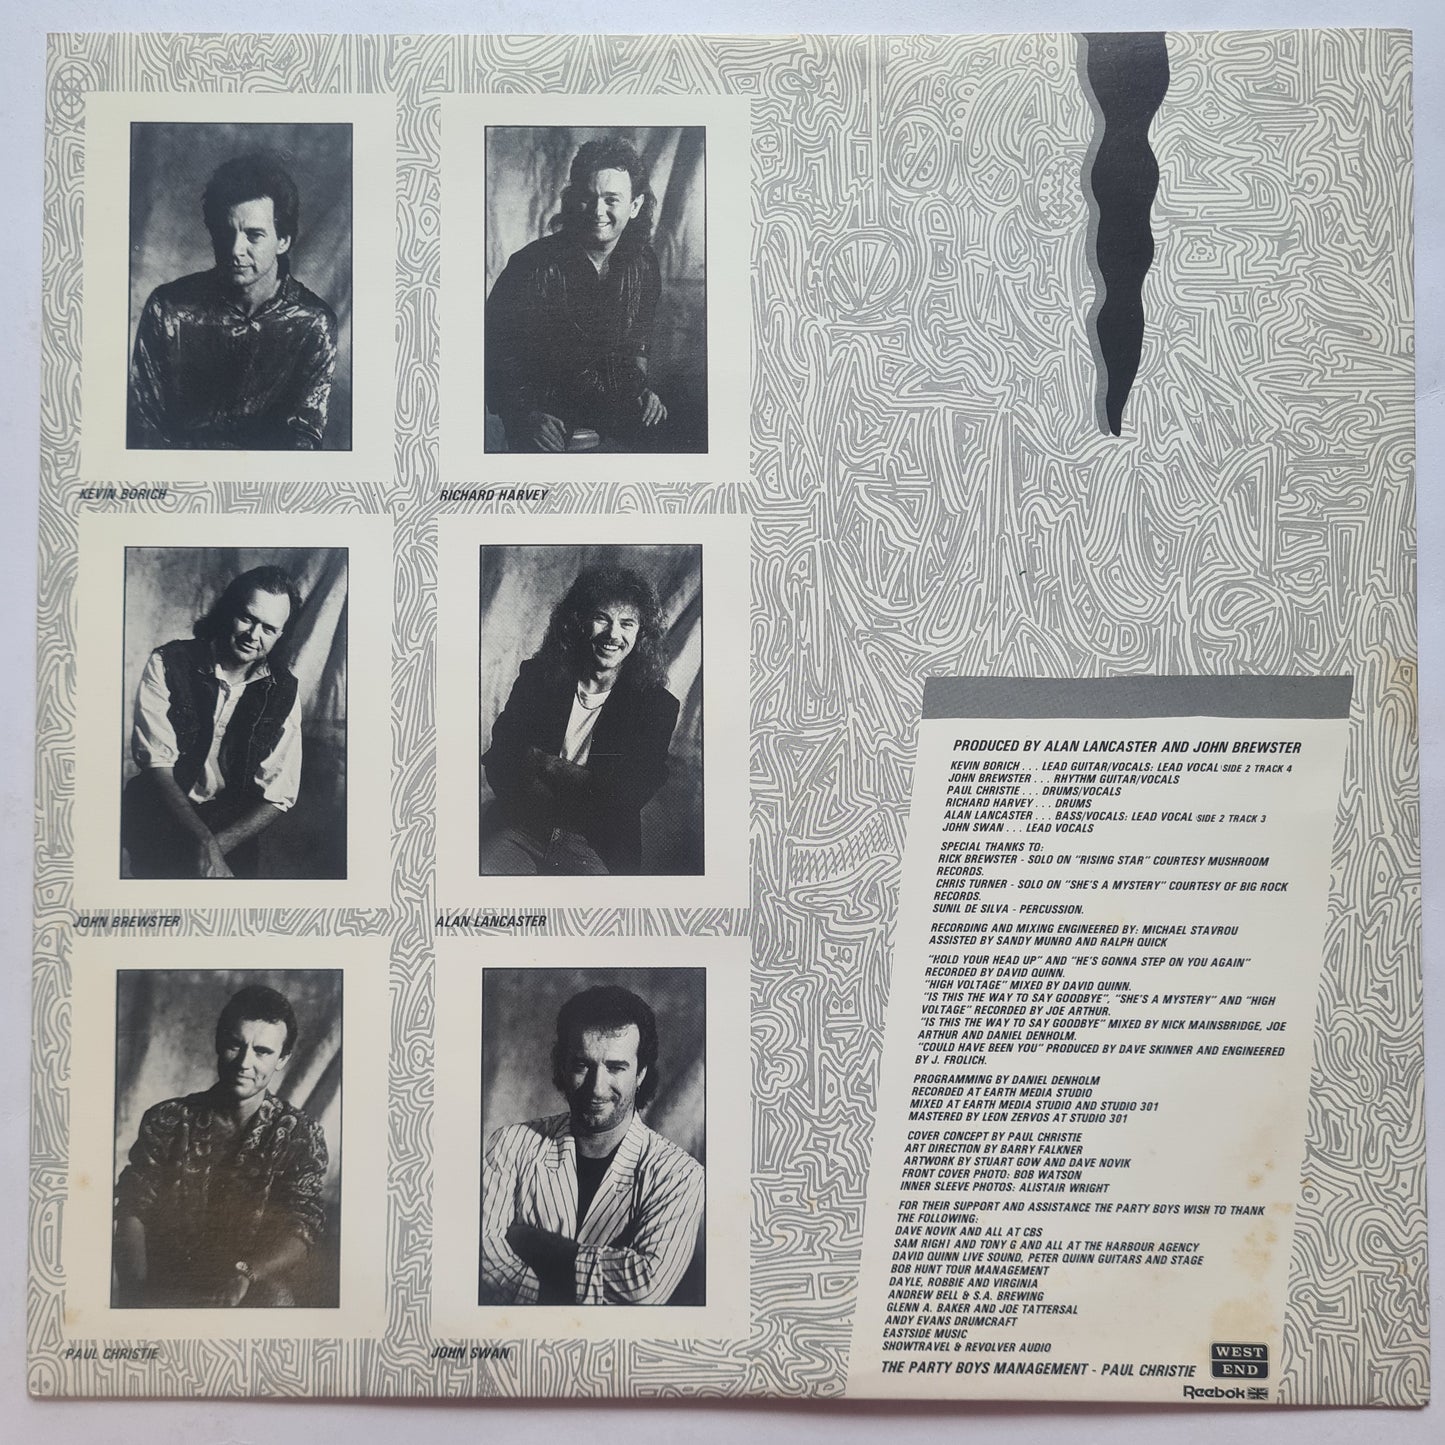 KEVIN BORICH
RICHARD HARVEY
JOHN BREWSTER
ALAN LANCASTER
PAUL CHRISTIE
JOHN SWAN
PRODUCED BY ALAN LANCASTER AND JOHN BREWSTER
KEVIN BORICH . . . LEAD GUITAR/VOCALS: LEAD VOCAL \SIDE 2 TRACK 4
JOHN BREWSTER . . . RHYTHM GUITAR/VOCALS
PAUL CHRISTIE . . . DRUMS/VOCALS
RICHARD HARVEY . . . DRUMS
ALAN LANCASTER . . . BASS/VOCALS: LEAD VOCAL \SIDE 2 TRACK 3
JOHN SWAN . . . LEAD VOCALS
SPECIAL THANKS TO:
RICK BREWSTER - SOLO ON "RISING STAR" COURTESY MUSHROOM
RECORDS.
CHRIS TURNER - SOLO ON "SHE'S A MYSTERY" COURTESY OF BIG ROCK
RECORDS.
SUNIL DE SILVA - PERCUSSION.
RECORDING AND MIXING ENGINEERED BY: MICHAEL STAVROU
ASSISTED BY SANDY MUNRO AND RALPH QUICK
"HOLD YOUR HEAD UP" AND "HE'S GONNA STEP ON YOU AGAIN"
RECORDED BY DAVID QUINN.
"HIGH VOLTAGE" MIXED BY DAVID QUINN.
"IS THIS THE WAY TO SAY GOODBYE", "SHE'S A MYSTERY" AND "HIGH
VOLTAGE" RECORDED BY JOE ARTHUR.
"IS THIS THE WAY TO SAY GOODBYE" MIXED BY NICK MAINSBRIDGE, JOE
ARTHUR AND DANIEL DENHOLM.
"COULD HAVE BEEN YOU" PRODUCED BY DAVE SKINNER AND ENGINEERED
BY J. FROLICH.
PROGRAMMING BY DANIEL DENHOLM
RECORDED AT EARTH MEDIA STUDIO
MIXED AT EARTH MEDIA STUDIO AND STUDIO 301
MASTERED BY LEON ZERVOS AT STUDIO 301
COVER CONCEPT BY PAUL CHRISTIE
ART DIRECTION BY BARRY FALKNER
ARTWORK BY STUART GOW AND DAVE NOVIK
FRONT COVER PHOTO: BOB WATSON
INNER SLEEVE PHOTOS: ALISTAIR WRIGHT
FOR THEIR SUPPORT AND ASSISTANCE THE PARTY BOYS WISH TO THANK
THE FOLLOWING:
DAVE NOVIK AND ALL AT CBS
SAM RIGHI AND TONY G AND ALL AT THE HARBOUR AGENCY
DAVID QUINN LIVE SOUND, PETER QUINN GUITARS AND STAGE
BOB HUNT TOUR MANAGEMENT
DAYLE, ROBBIE AND VIRGINIA
ANDREW BELL & S.A. BREWING
GLENN A. BAKER AND JOE TATTERSAL
ANDY EVANS DRUMCRAFT
EASTSIDE MUSIC
SHOWTRAVEL & REVOLVER AUDIO
THE PARTY BOYS MANAGEMENT - PAUL CHRISTIE
WEST
END
Reebok